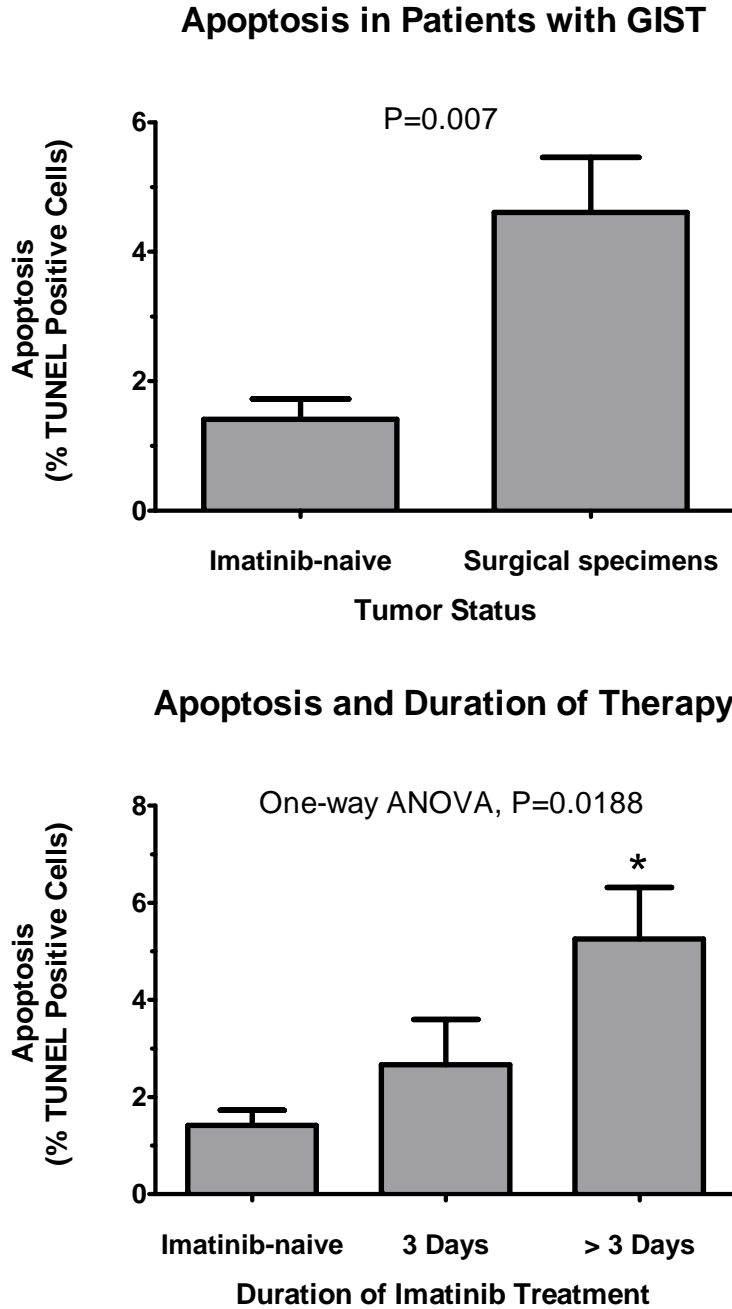 Apoptosis in Patients with GIST
P=0.007
Apoptosis
(% TUNEL Positive Cells)
6
4
2
0
Imatinib-naive Surgical specimens
Tumor Status
Apoptosis and Duration of Therapy
One-way ANOVA, P=0.0188
*
Apoptosis
(% TUNEL Positive Cells)
8
6
4
2
0
Imatinib-naive 3 Days > 3 Days
Duration of Imatinib Treatment